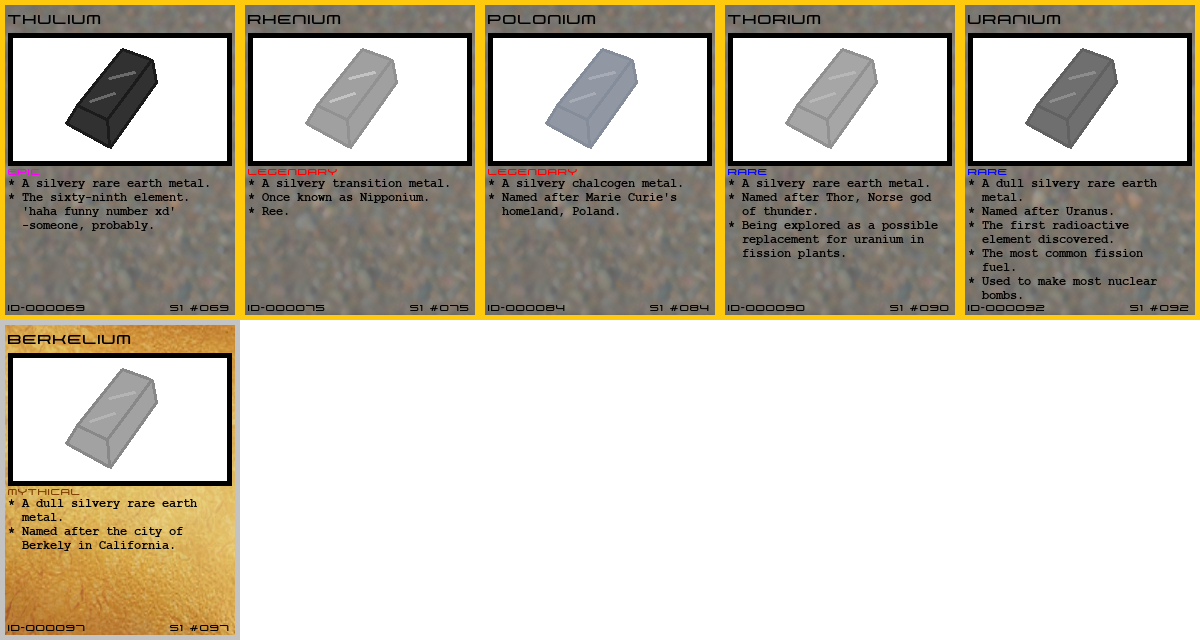 THULIUM
EPIC
* A silvery rare earth metal.
* The sixty-ninth element.
'haha funny number xd'
-someone, probably.
ID-000069 S1 #069
RHENIUM
LEGENDARY
* A silvery transition metal.
* Once known as Nipponium.
* Ree.
ID-000075 S1 #075
POLONIUM
LEGENDARY
* A silvery chalcogen metal.
* Named after Marie Curie's
homeland, Poland.
ID-000084 S1 #084
THORIUM
RARE
* A silvery rare earth metal.
* Named after Thor, Norse god
of thunder.
* Being explored as a possible
replacement for uranium in
fission plants.
ID-000090 S1 #090
URANIUM
RARE
* A dull silvery rare earth
metal.
* Named after Uranus.
* The first radioactive
element discovered.
* The most common fission
fuel.
* Used to make most nuclear
bombs.
ID-000092 S1 #092
BERKELIUM
MYTHICAL
* A dull silvery rare earth
metal.
* Named after the city of
Berkely in California.
ID-000097 S1 #097